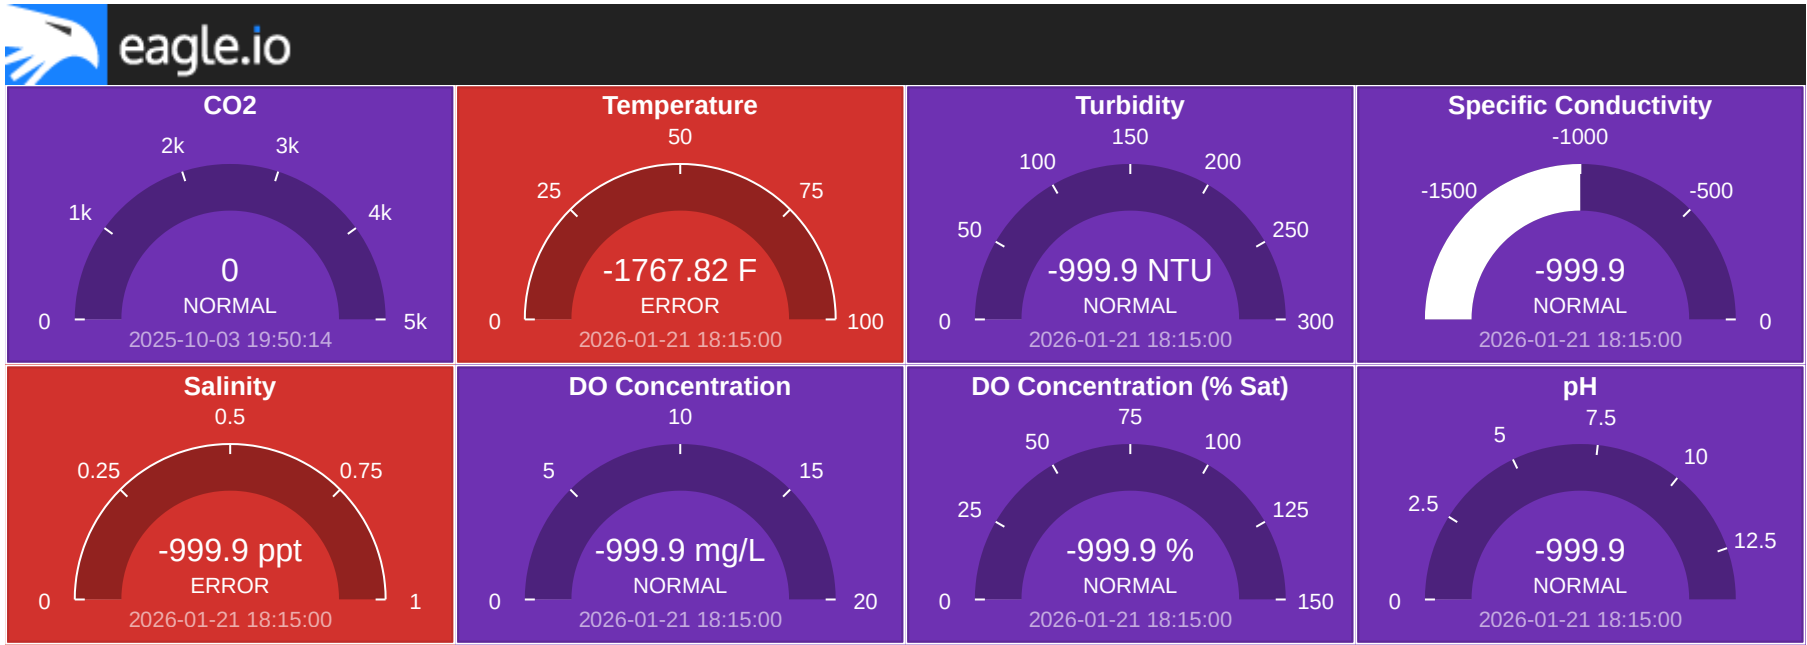 eagle.io
CO2
2k 3k
1k 4k
0
NORMAL
0 5k
2025-10-03 19:50:14
Temperature
50
25 75
-1767.82 F
ERROR
0 100
2026-01-21 18:15:00
Turbidity
150
100 200
50 250
-999.9 NTU
NORMAL
0 300
2026-01-21 18:15:00
Specific Conductivity
-1000
-1500 -500
-999.9
NORMAL
0
2026-01-21 18:15:00
Salinity
0.5
0.25 0.75
-999.9 ppt
ERROR
0 1
2026-01-21 18:15:00
DO Concentration
10
5 15
-999.9 mg/L
NORMAL
0 20
2026-01-21 18:15:00
DO Concentration (% Sat)
75
50 100
25 125
-999.9 %
NORMAL
0 150
2026-01-21 18:15:00
pH
7.5
5 10
2.5 12.5
-999.9
NORMAL
0
2026-01-21 18:15:00